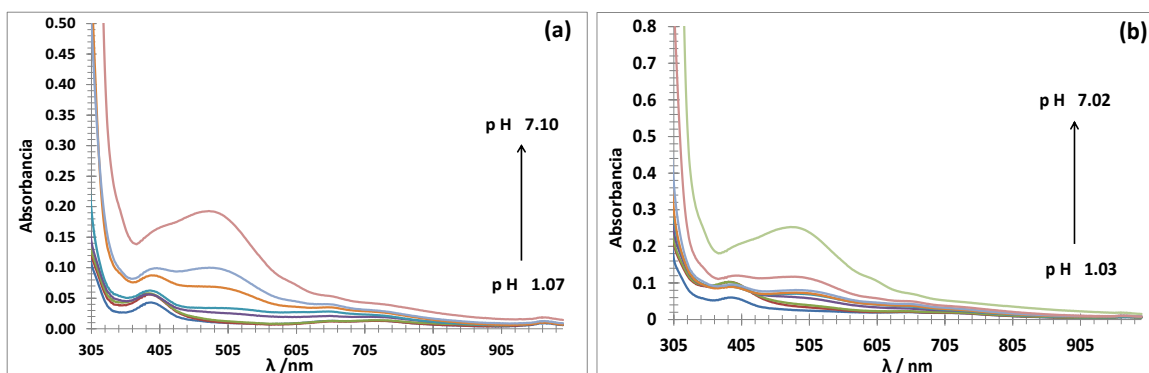 (a)
Absorbancia
0.50
0.45
0.40
0.35
0.30
0.25
0.20
0.15
0.10
0.05
0.00
p H 7.10
p H 1.07
305 405 505 605 705 805 905
λ /nm
(b)
Absorbancia
0.8
0.7
0.6
0.5
0.4
0.3
0.2
0.1
0
p H 7.02
p H 1.03
305 405 505 605 705 805 905
λ /nm